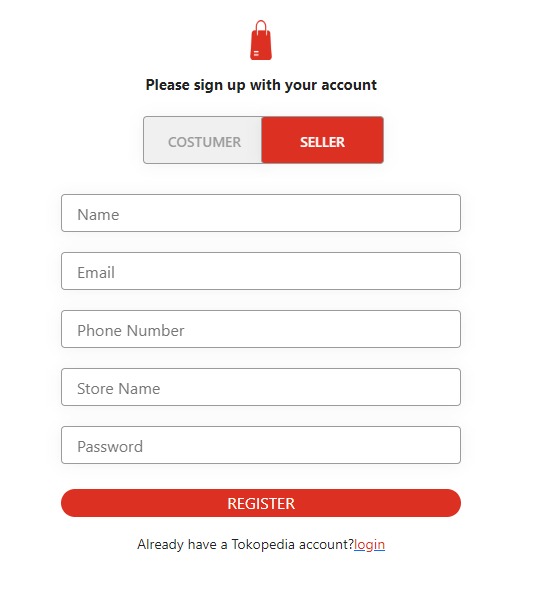 Please sign up with your account
COSTUMER SELLER
Name
Email
Phone Number
Store Name
Password
REGISTER
Already have a Tokopedia account?login